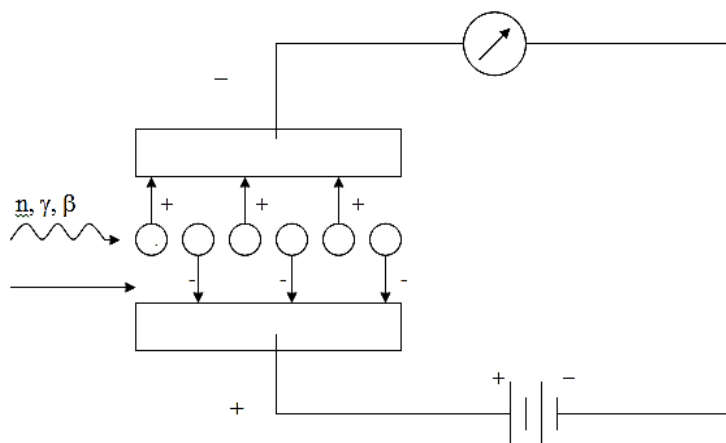 −
n, γ, β
+ + +
- - -
+
+ −